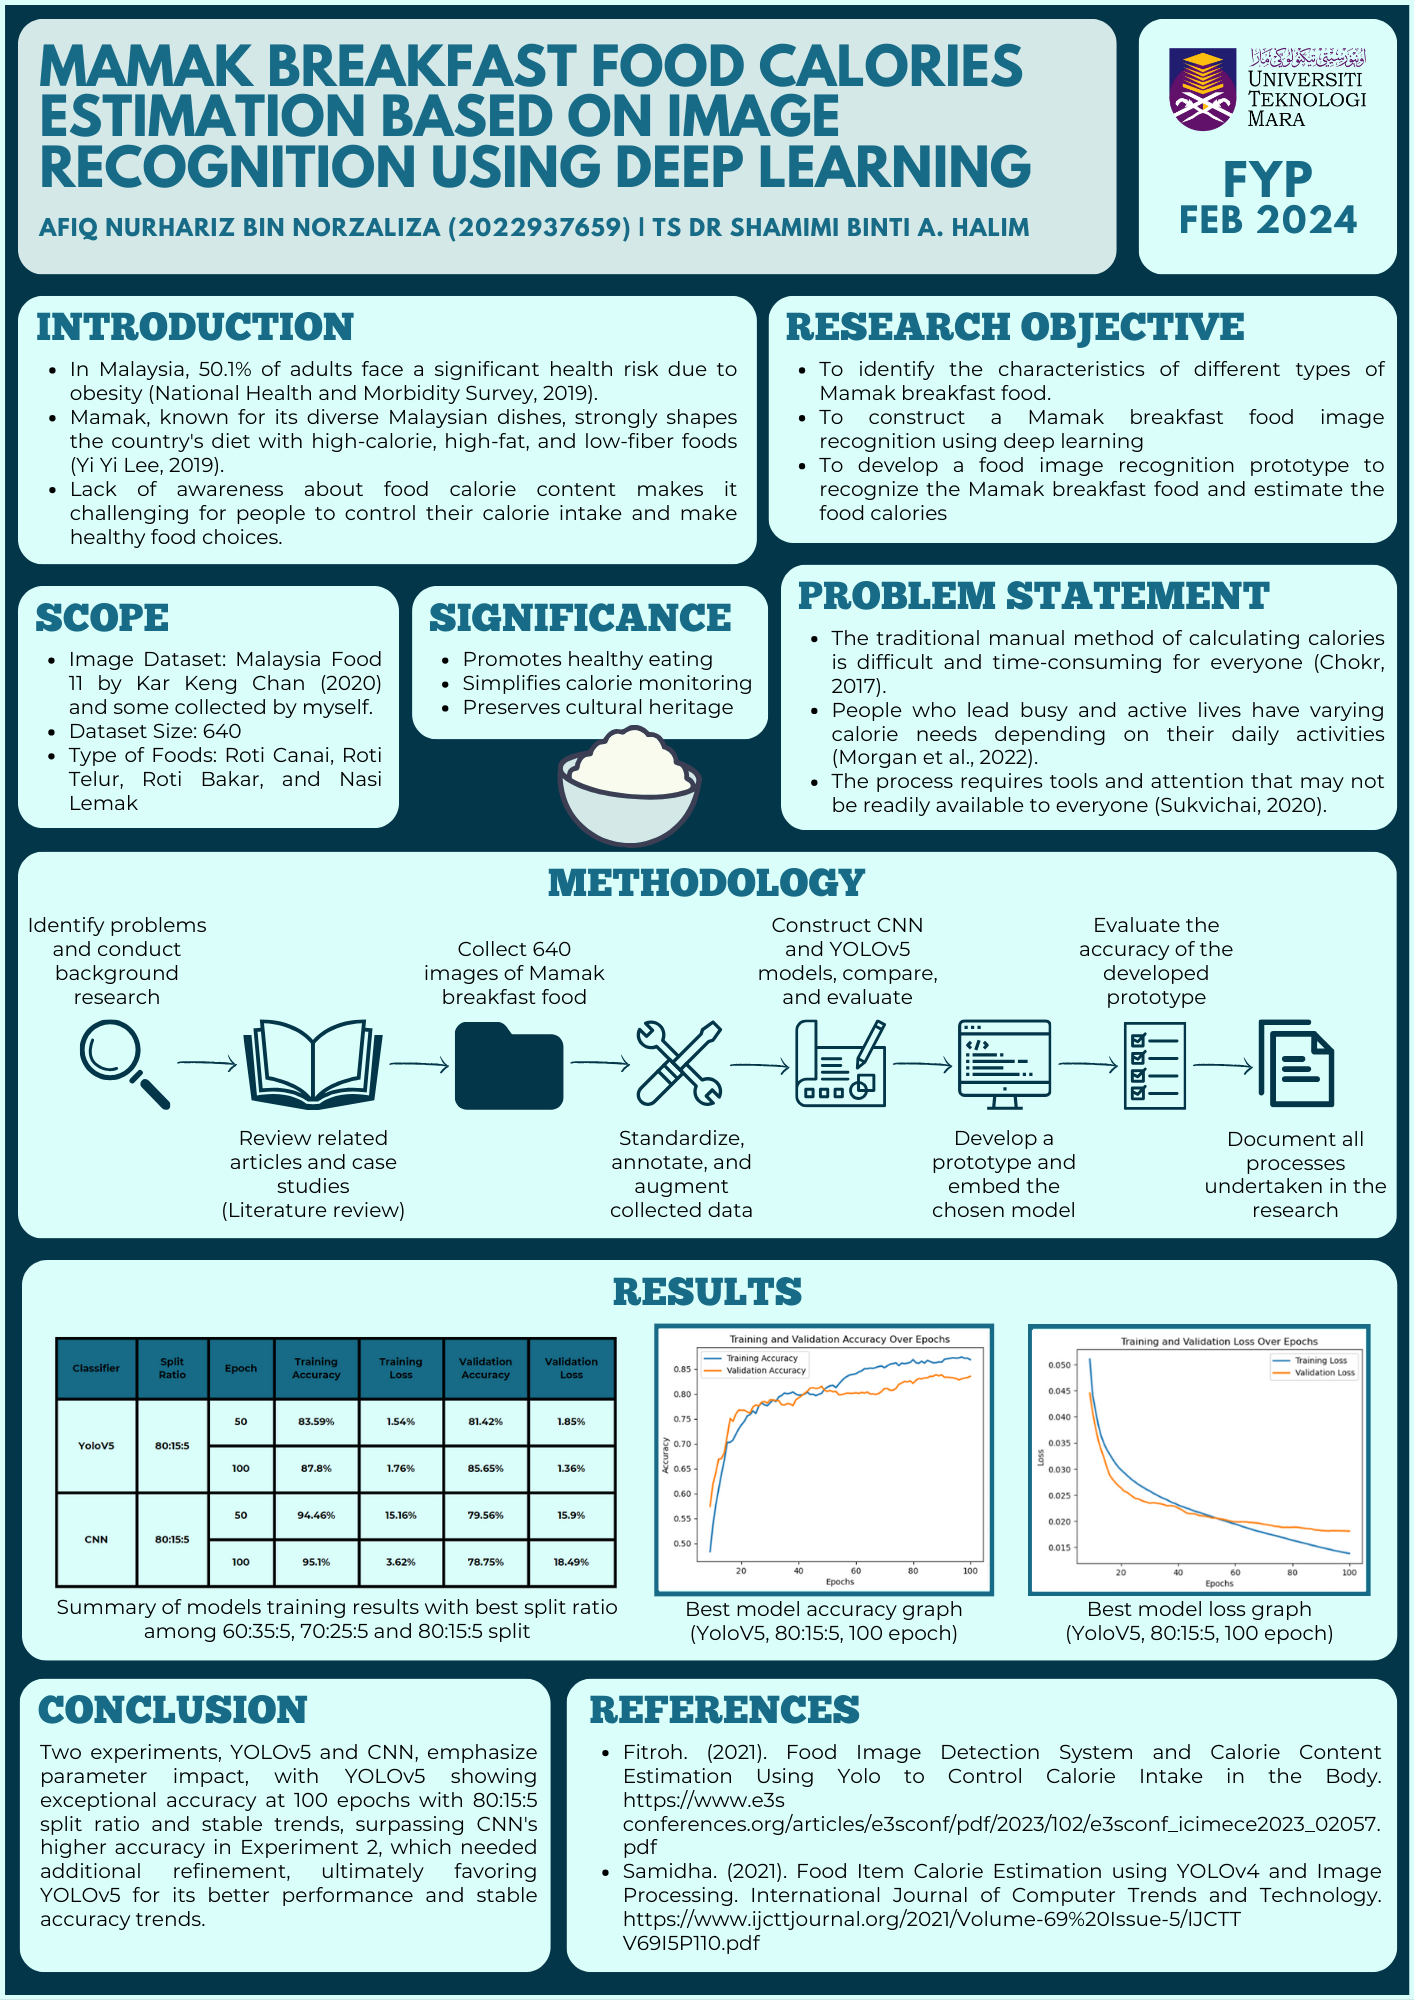 MAMAK BREAKFAST FOOD CALORIES
ESTIMATION BASED ON IMAGE
RECOGNITION USING DEEP LEARNING
AFIQ NURHARIZ BIN NORZALIZA (2022937659) | TS DR SHAMIMI BINTI A. HALIM
اونيۏرسيتي تيكنولوڬي مارا
UNIVERSITI
TEKNOLOGI
MARA
FYP
FEB 2024
INTRODUCTION
• In Malaysia, 50.1% of adults face a significant health risk due to
obesity (National Health and Morbidity Survey, 2019).
• Mamak, known for its diverse Malaysian dishes, strongly shapes
the country's diet with high-calorie, high-fat, and low-fiber foods
(Yi Yi Lee, 2019).
• Lack of awareness about food calorie content makes it
challenging for people to control their calorie intake and make
healthy food choices.
RESEARCH OBJECTIVE
• To identify the characteristics of different types of
Mamak breakfast food.
• To construct a Mamak breakfast food image
recognition using deep learning
• To develop a food image recognition prototype to
recognize the Mamak breakfast food and estimate the
food calories
SCOPE
• Image Dataset: Malaysia Food
11 by Kar Keng Chan (2020)
and some collected by myself.
• Dataset Size: 640
• Type of Foods: Roti Canai, Roti
Telur, Roti Bakar, and Nasi
Lemak
SIGNIFICANCE
• Promotes healthy eating
• Simplifies calorie monitoring
• Preserves cultural heritage
PROBLEM STATEMENT
• The traditional manual method of calculating calories
is difficult and time-consuming for everyone (Chokr,
2017).
• People who lead busy and active lives have varying
calorie needs depending on their daily activities
(Morgan et al., 2022).
• The process requires tools and attention that may not
be readily available to everyone (Sukvichai, 2020).
METHODOLOGY
Identify problems
and conduct
background
research
Review related
articles and case
studies
(Literature review)
Collect 640
images of Mamak
breakfast food
Standardize,
annotate, and
augment
collected data
Construct CNN
and YOLOv5
models, compare,
and evaluate
Develop a
prototype and
embed the
chosen model
Evaluate the
accuracy of the
developed
prototype
Document all
processes
undertaken in the
research
RESULTS
Classifier Split Ratio Epoch Training Accuracy Training Loss Validation Accuracy Validation Loss
YoloV5 80:15:5 50 83.59% 1.54% 81.42% 1.85%
100 87.8% 1.76% 85.65% 1.36%
CNN 80:15:5 50 94.46% 15.16% 79.56% 15.9%
100 95.1% 3.62% 78.75% 18.49%
Summary of models training results with best split ratio
among 60:35:5, 70:25:5 and 80:15:5 split
Training and Validation Accuracy Over Epochs
Training Accuracy
Validation Accuracy
Accuracy
0.85
0.80
0.75
0.70
0.65
0.60
0.55
0.50
20 40 60 80 100
Epochs
Best model accuracy graph
(YoloV5, 80:15:5, 100 epoch)
Training and Validation Loss Over Epochs
Training Loss
Validation Loss
Loss
0.050
0.045
0.040
0.035
0.030
0.025
0.020
0.015
20 40 60 80 100
Epochs
Best model loss graph
(YoloV5, 80:15:5, 100 epoch)
CONCLUSION
Two experiments, YOLOv5 and CNN, emphasize
parameter impact, with YOLOv5 showing
exceptional accuracy at 100 epochs with 80:15:5
split ratio and stable trends, surpassing CNN's
higher accuracy in Experiment 2, which needed
additional refinement, ultimately favoring
YOLOv5 for its better performance and stable
accuracy trends.
REFERENCES
• Fitroh. (2021). Food Image Detection System and Calorie Content
Estimation Using Yolo to Control Calorie Intake in the Body.
https://www.e3s
conferences.org/articles/e3sconf/pdf/2023/102/e3sconf_icimece2023_02057.
pdf
• Samidha. (2021). Food Item Calorie Estimation using YOLOv4 and Image
Processing. International Journal of Computer Trends and Technology.
https://www.ijcttjournal.org/2021/Volume-69%20Issue-5/IJCTT
V69I5P110.pdf